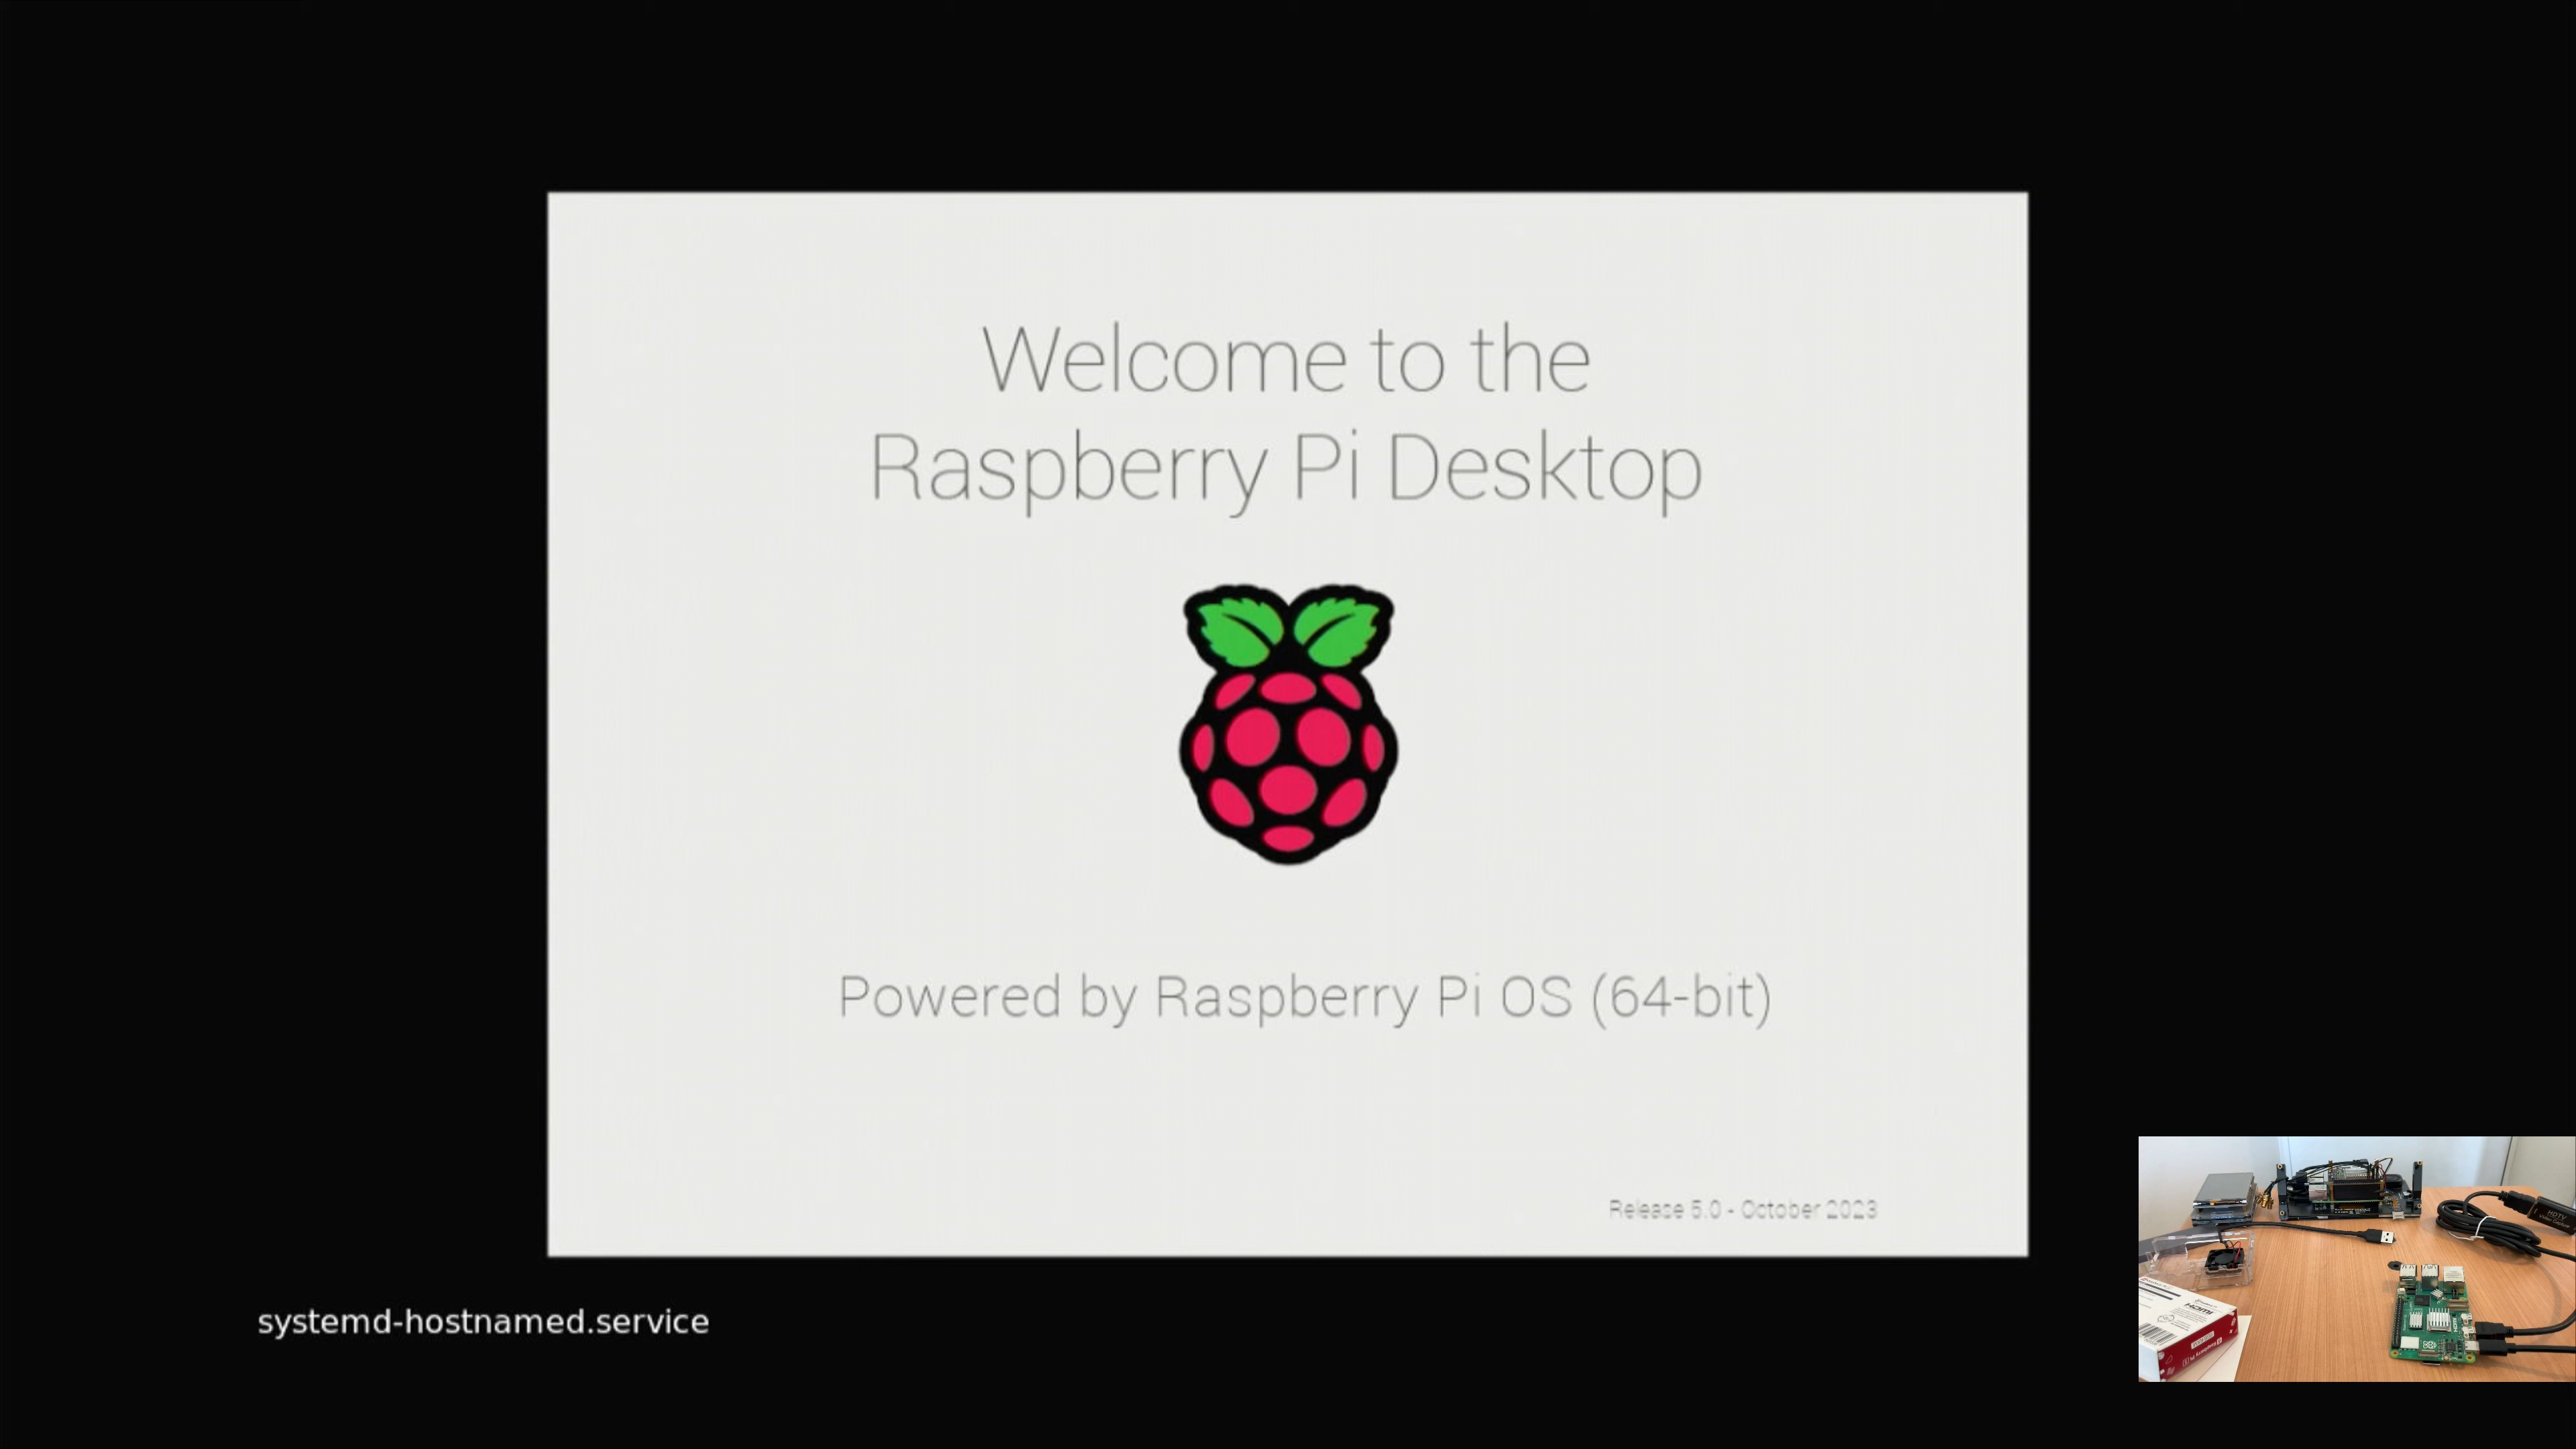 Welcome to the
Raspberry Pi Desktop
Powered by Raspberry Pi OS (64-bit)
Release 5.0 - October 2023
systemd-hostnamed.service
HDMI